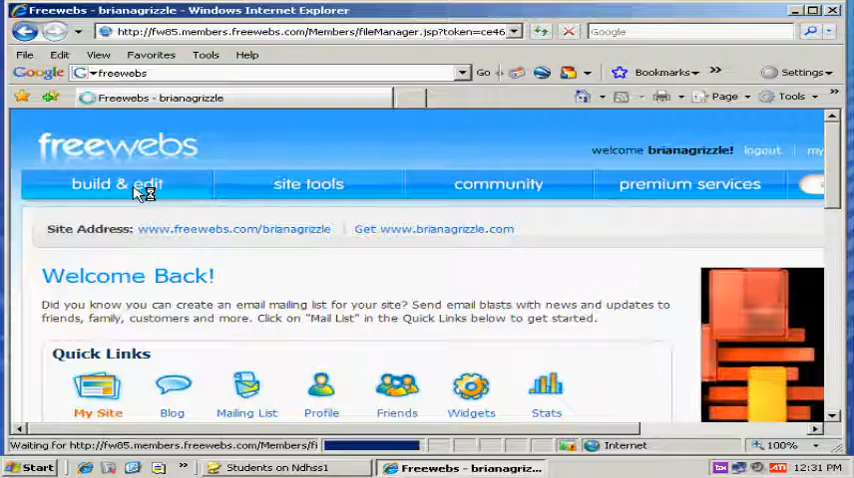 Freewebs - brianagrizzle - Windows Internet Explorer
http://fw85.members.freewebs.com/Members/fileManager.jsp?token=ce46
Google
File Edit View Favorites Tools Help
Google G freewebs Go Bookmarks Settings
Freewebs - brianagrizzle Page Tools
freewebs
welcome brianagrizzle! logout my
build & edit site tools community premium services
Site Address: www.freewebs.com/brianagrizzle Get www.brianagrizzle.com
Welcome Back!
Did you know you can create an email mailing list for your site? Send email blasts with news and updates to
friends, family, customers and more. Click on "Mail List" in the Quick Links below to get started.
Quick Links
My Site Blog Mailing List Profile Friends Widgets Stats
Waiting for http://fw85.members.freewebs.com/Members/fi Internet 100%
Start Students on Ndhss1 Freewebs - brianagriz... 12:31 PM